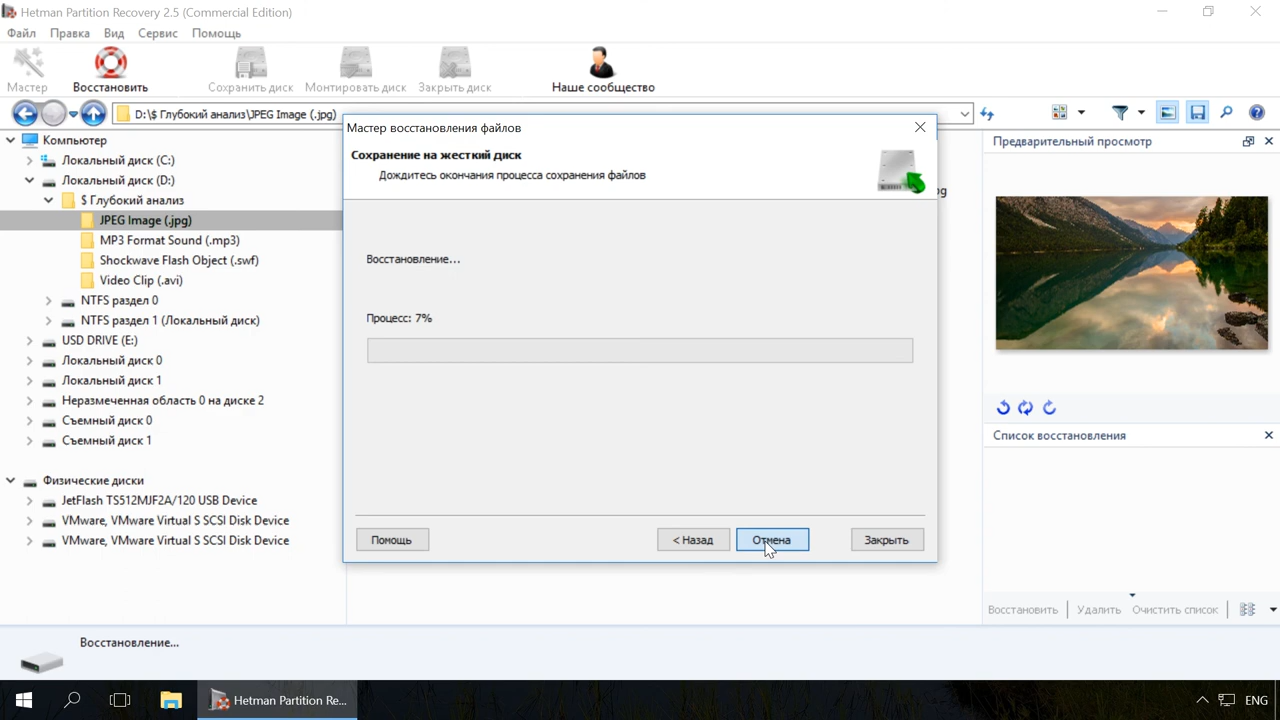 Hetman Partition Recovery 2.5 (Commercial Edition)
Файл Правка Вид Сервис Помощь
Мастер Восстановить Сохранить диск Монтировать диск Закрыть диск Наше сообщество
D:\$ Глубокий анализ\JPEG Image (.jpg)
Компьютер
Локальный диск (C:)
Локальный диск (D:)
$ Глубокий анализ
JPEG Image (.jpg)
MP3 Format Sound (.mp3)
Shockwave Flash Object (.swf)
Video Clip (.avi)
NTFS раздел 0
NTFS раздел 1 (Локальный диск)
USD DRIVE (E:)
Локальный диск 0
Локальный диск 1
Неразмеченная область 0 на диске 2
Съемный диск 0
Съемный диск 1
Физические диски
JetFlash TS512MJF2A/120 USB Device
VMware, VMware Virtual S SCSI Disk Device
VMware, VMware Virtual S SCSI Disk Device
Мастер восстановления файлов
Сохранение на жесткий диск
Дождитесь окончания процесса сохранения файлов
Восстановление...
Процесс: 7%
Помощь < Назад Отмена Закрыть
Предварительный просмотр
Список восстановления
Восстановить Удалить Очистить список
Восстановление...
Hetman Partition Re... ENG